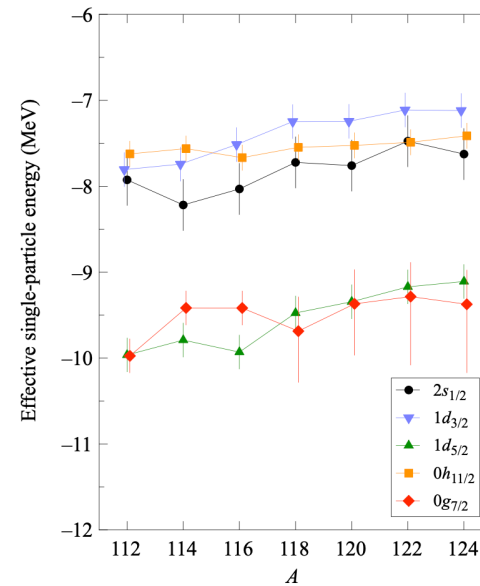 −6
−7
−8
−9
−10
−11
−12
Effective single-particle energy (MeV)
112 114 116 118 120 122 124
A
2s1/2
1d3/2
1d5/2
0h11/2
0g7/2